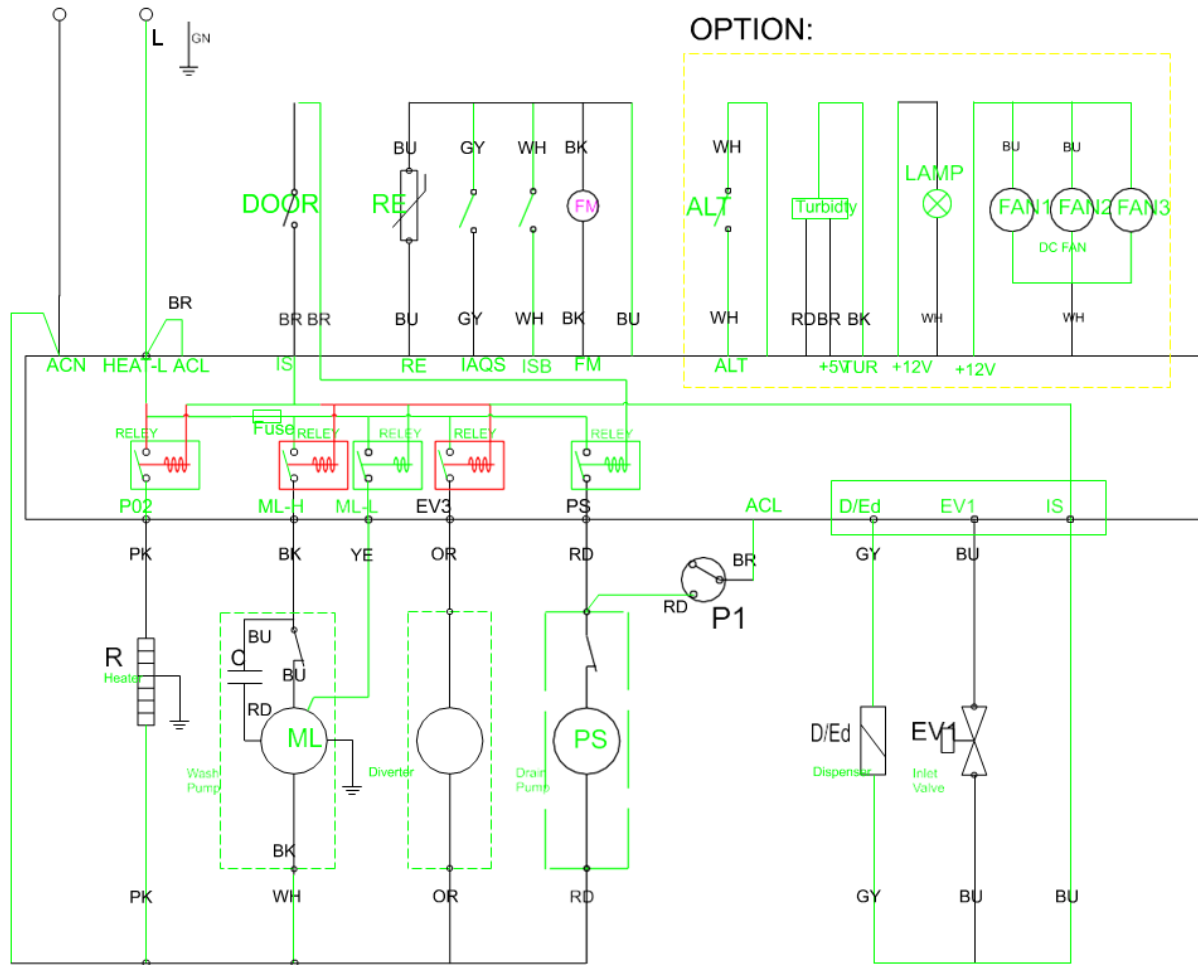 OPTION:
L
GN
BU
GY
WH
BK
WH
BU
BU
LAMP
DOOR
RE
FM
ALT
Turbidty
FAN1
FAN2
FAN3
DC FAN
BR
BR
BR
BU
GY
WH
BK
BU
WH
RD
BR
BK
WH
WH
ACN
HEAT-L
ACL
IS
RE
IAQS
ISB
FM
ALT
+5V
TUR
+12V
+12V
Fuse
RELEY
RELEY
RELEY
RELEY
RELEY
P02
ML-H
ML-L
EV3
PS
ACL
D/Ed
EV1
IS
PK
BK
YE
OR
RD
BR
GY
BU
RD
P1
BU
R
C
Heater
BU
RD
ML
PS
D/Ed
EV1
Wash
Pump
Diverter
Drain
Pump
Dispenser
Inlet
Valve
BK
PK
WH
OR
RD
GY
BU
BU